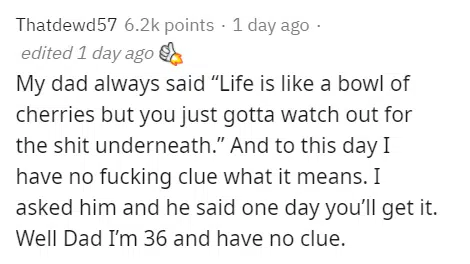 Thatdewd57 6.2k points · 1 day ago ·
edited 1 day ago
My dad always said “Life is like a bowl of
cherries but you just gotta watch out for
the shit underneath.” And to this day I
have no fucking clue what it means. I
asked him and he said one day you’ll get it.
Well Dad I’m 36 and have no clue.